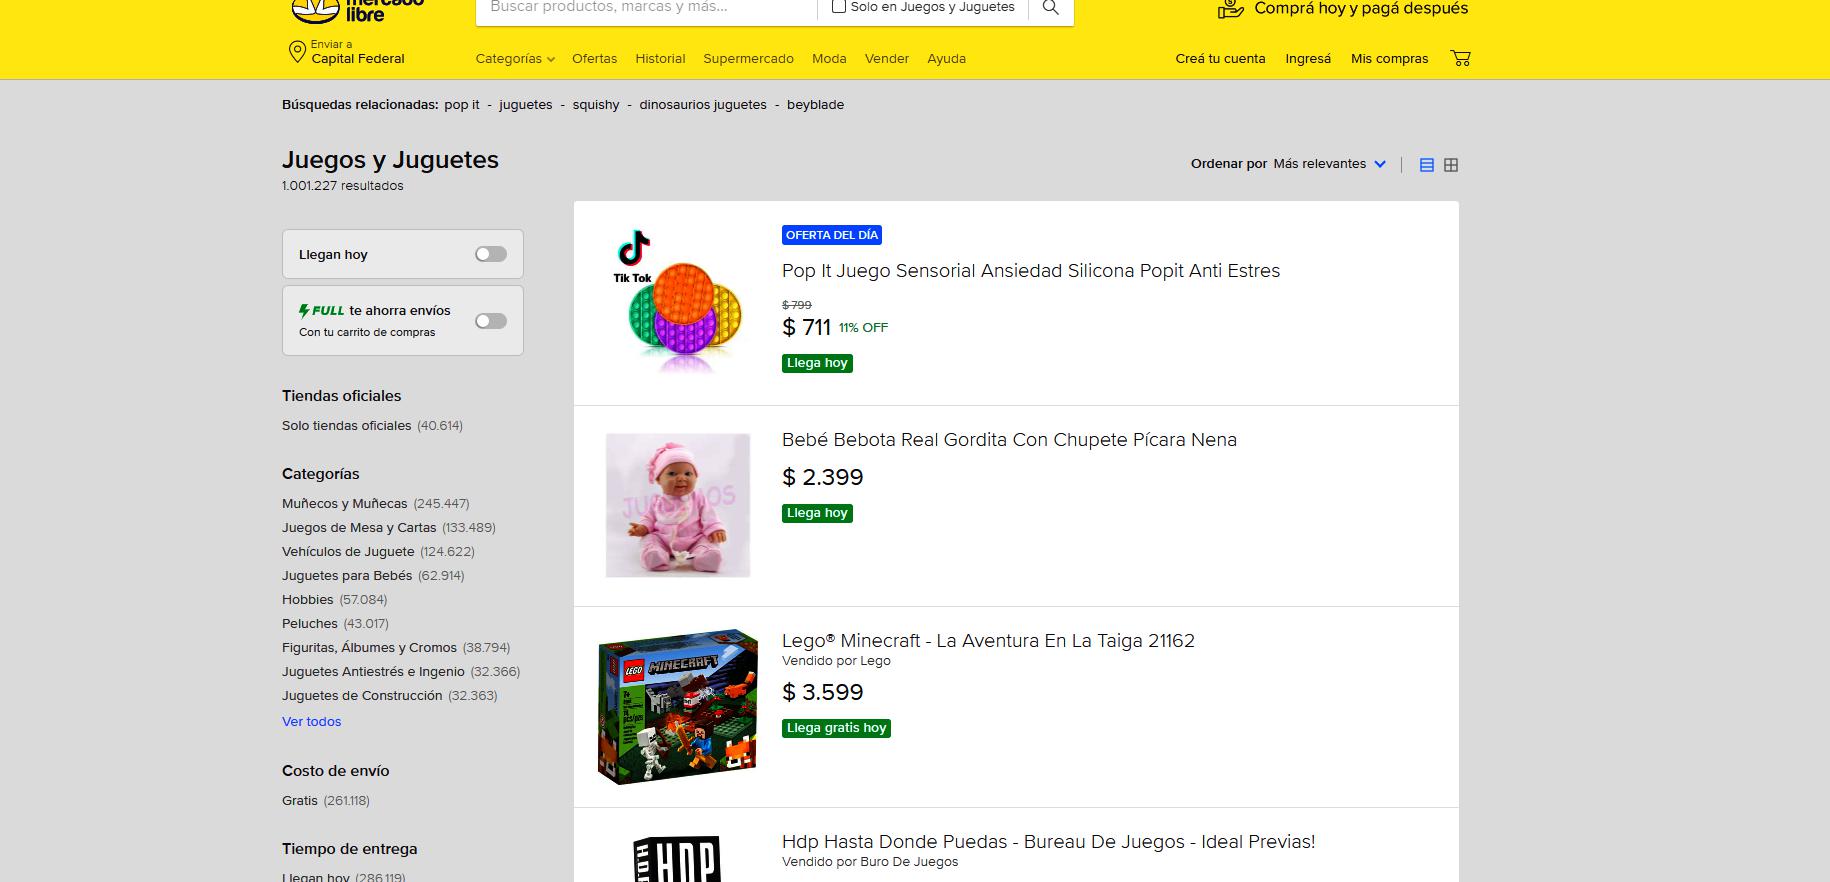 mercado
libre
Buscar productos, marcas y más...
Solo en Juegos y Juguetes
Comprá hoy y pagá después
Enviar a
Capital Federal
Categorías Ofertas Historial Supermercado Moda Vender Ayuda
Creá tu cuenta Ingresá Mis compras
Búsquedas relacionadas: pop it - juguetes - squishy - dinosaurios juguetes - beyblade
Juegos y Juguetes
1.001.227 resultados
Ordenar por Más relevantes
Llegan hoy
FULL te ahorra envíos
Con tu carrito de compras
Tiendas oficiales
Solo tiendas oficiales (40.614)
Categorías
Muñecos y Muñecas (245.447)
Juegos de Mesa y Cartas (133.489)
Vehículos de Juguete (124.622)
Juguetes para Bebés (62.914)
Hobbies (57.084)
Peluches (43.017)
Figuritas, Álbumes y Cromos (38.794)
Juguetes Antiestrés e Ingenio (32.366)
Juguetes de Construcción (32.363)
Ver todos
Costo de envío
Gratis (261.118)
Tiempo de entrega
Llegan hoy (286.119)
Tik Tok
OFERTA DEL DÍA
Pop It Juego Sensorial Ansiedad Silicona Popit Anti Estres
$ 799
$ 711 11% OFF
Llega hoy
Bebé Bebota Real Gordita Con Chupete Pícara Nena
$ 2.399
Llega hoy
LEGO MINECRAFT
Lego® Minecraft - La Aventura En La Taiga 21162
Vendido por Lego
$ 3.599
Llega gratis hoy
HDP
Hdp Hasta Donde Puedas - Bureau De Juegos - Ideal Previas!
Vendido por Buro De Juegos